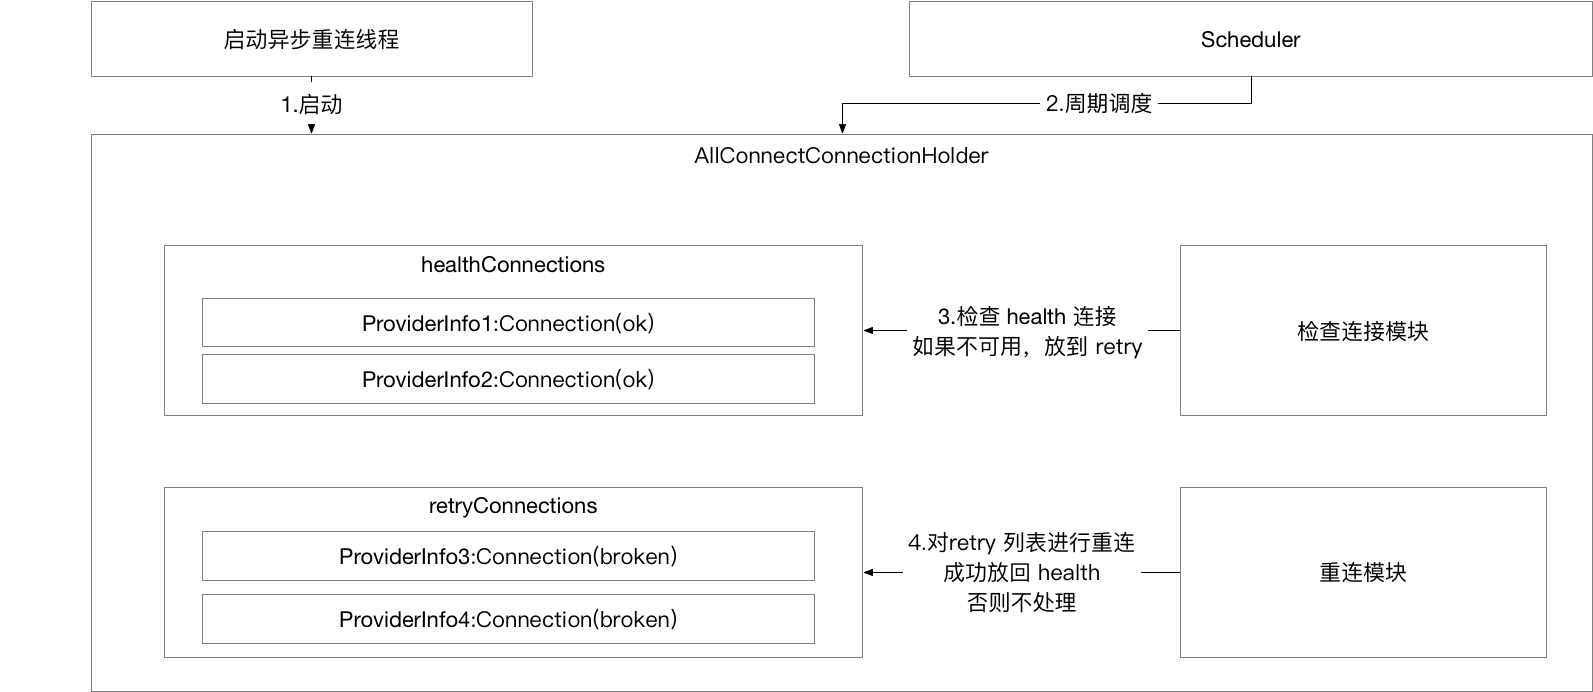 启动异步重连线程
Scheduler
1.启动
2.周期调度
AllConnectConnectionHolder
healthConnections
ProviderInfo1:Connection(ok)
ProviderInfo2:Connection(ok)
3.检查 health 连接
如果不可用，放到 retry
检查连接模块
retryConnections
ProviderInfo3:Connection(broken)
ProviderInfo4:Connection(broken)
4.对retry 列表进行重连
成功放回 health
否则不处理
重连模块